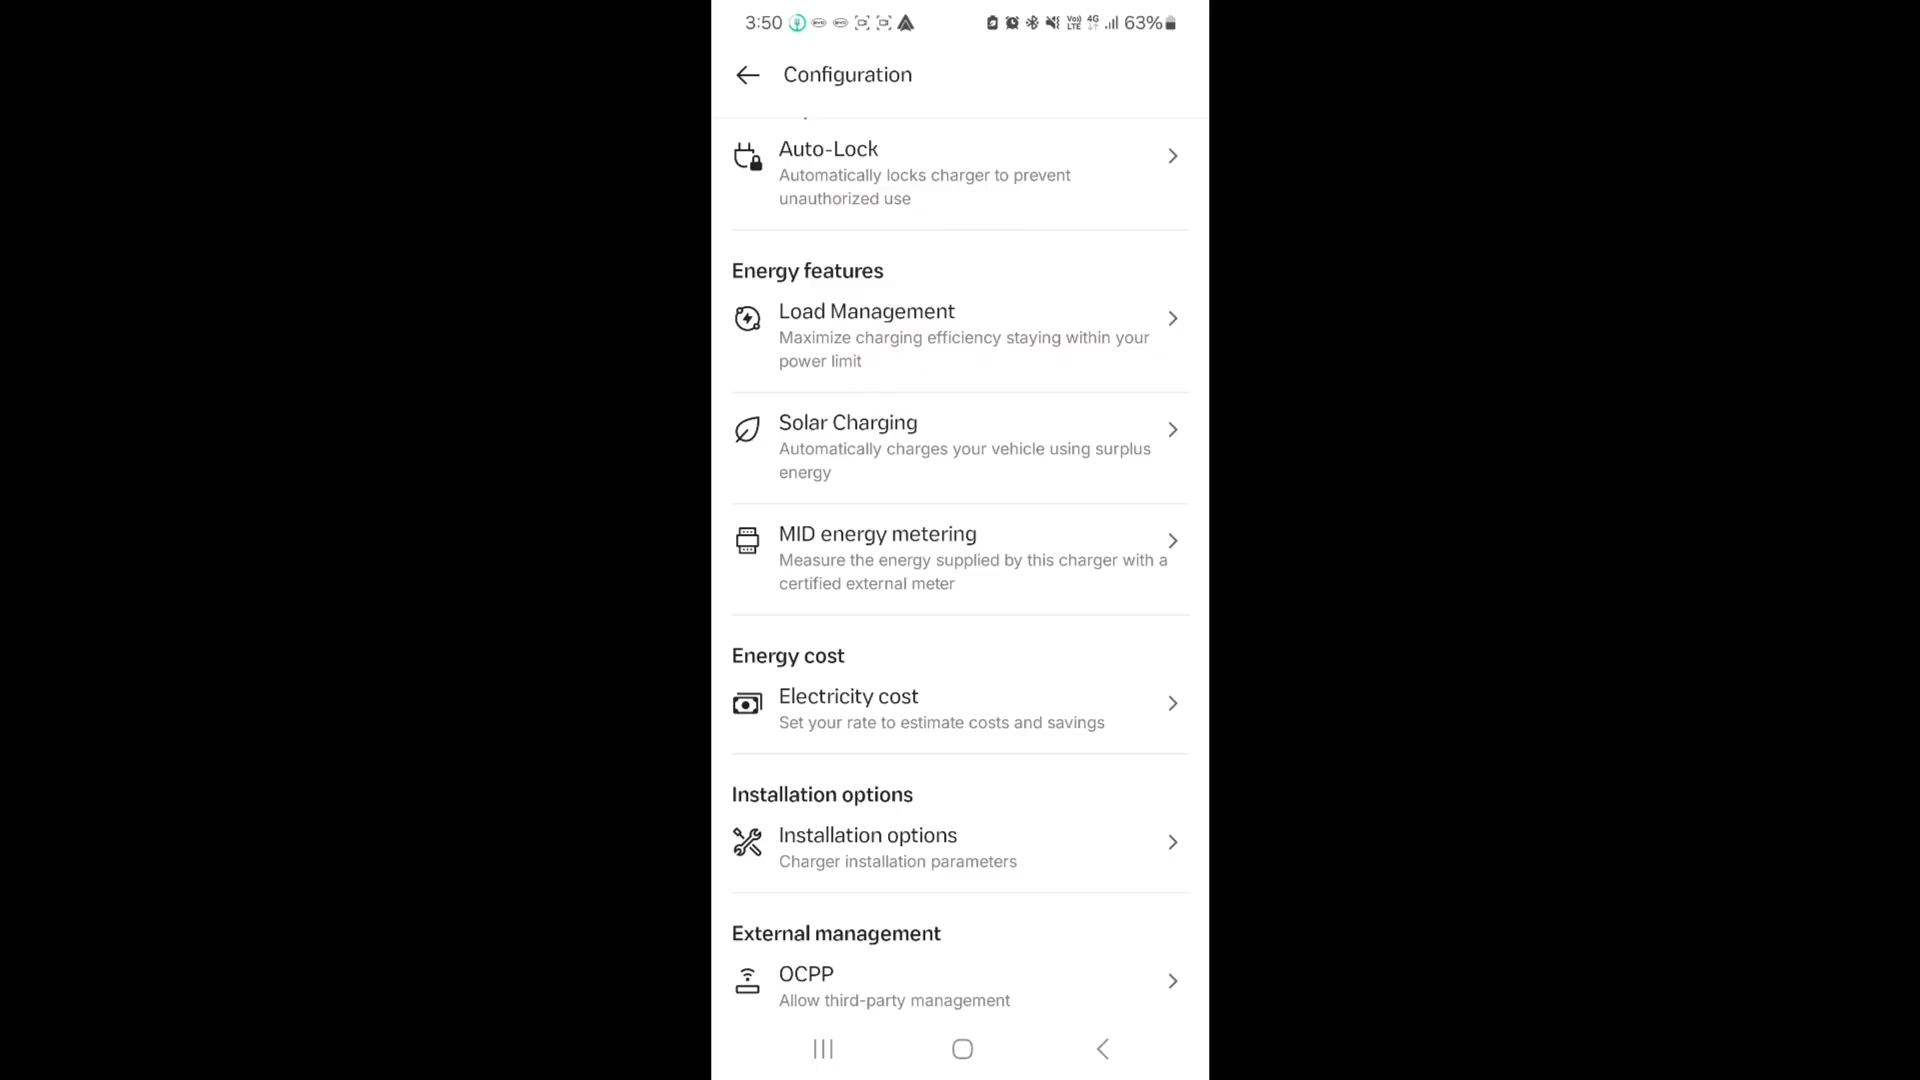 3:50
Vo) 4G
LTE 63%
Configuration
Auto-Lock
Automatically locks charger to prevent
unauthorized use
Energy features
Load Management
Maximize charging efficiency staying within your
power limit
Solar Charging
Automatically charges your vehicle using surplus
energy
MID energy metering
Measure the energy supplied by this charger with a
certified external meter
Energy cost
Electricity cost
Set your rate to estimate costs and savings
Installation options
Installation options
Charger installation parameters
External management
OCPP
Allow third-party management